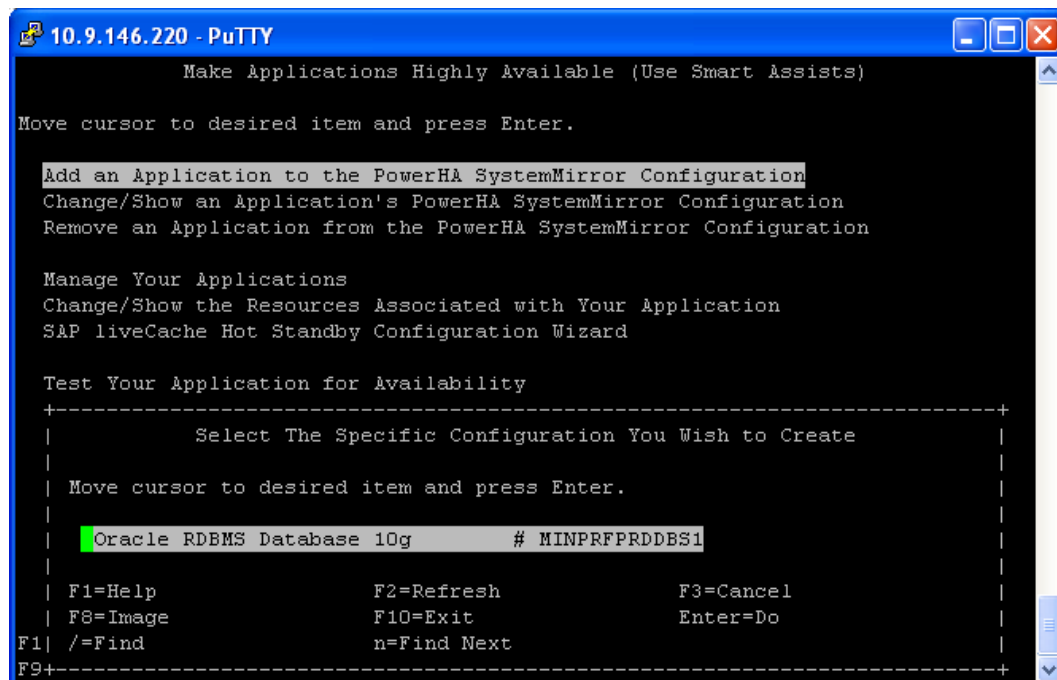 10.9.146.220 - PuTTY
Make Applications Highly Available (Use Smart Assists)
Move cursor to desired item and press Enter.
Add an Application to the PowerHA SystemMirror Configuration
Change/Show an Application's PowerHA SystemMirror Configuration
Remove an Application from the PowerHA SystemMirror Configuration
Manage Your Applications
Change/Show the Resources Associated with Your Application
SAP liveCache Hot Standby Configuration Wizard
Test Your Application for Availability
+--------------------------------------------------------------------------+
| Select The Specific Configuration You Wish to Create |
| |
| Move cursor to desired item and press Enter. |
| |
| Oracle RDBMS Database 10g # MINPRFPRDDBS1 |
| |
| F1=Help F2=Refresh F3=Cancel |
| F8=Image F10=Exit Enter=Do |
F1| /=Find n=Find Next |
F9+--------------------------------------------------------------------------+